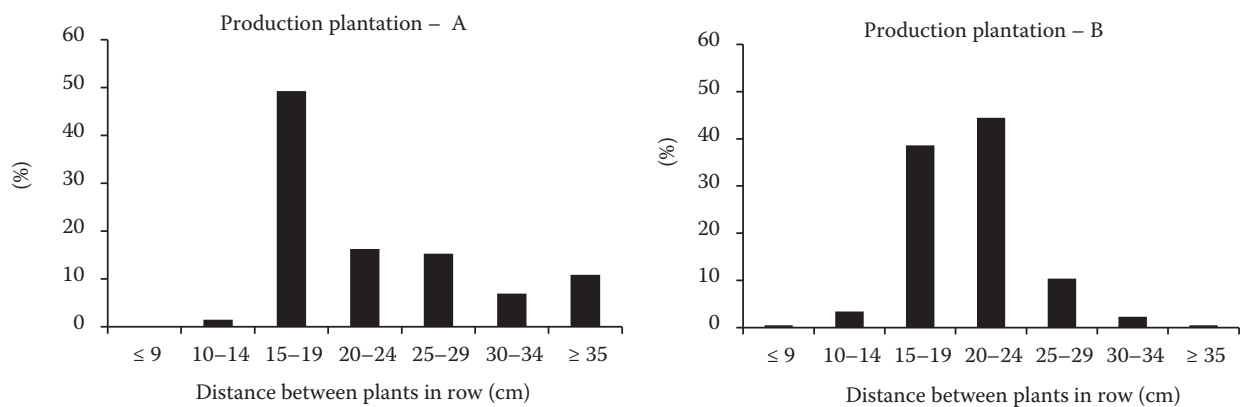 Production plantation – A
60
50
40
30
20
10
0
(%)
≤ 9 10–14 15–19 20–24 25–29 30–34 ≥ 35
Distance between plants in row (cm)
Production plantation – B
60
50
40
30
20
10
0
(%)
≤ 9 10–14 15–19 20–24 25–29 30–34 ≥ 35
Distance between plants in row (cm)